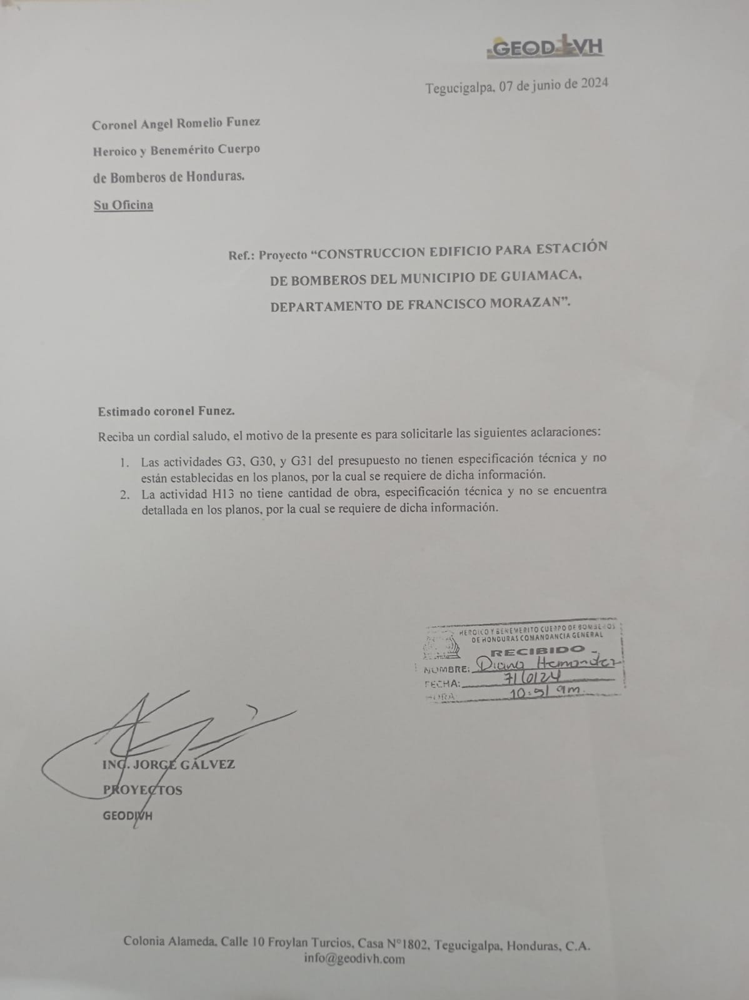 GEODIVH
Tegucigalpa, 07 de junio de 2024
Coronel Angel Romelio Funez
Heroico y Benemérito Cuerpo
de Bomberos de Honduras.
Su Oficina
Ref.: Proyecto “CONSTRUCCION EDIFICIO PARA ESTACIÓN
DE BOMBEROS DEL MUNICIPIO DE GUIAMACA,
DEPARTAMENTO DE FRANCISCO MORAZAN”.
Estimado coronel Funez.
Reciba un cordial saludo, el motivo de la presente es para solicitarle las siguientes aclaraciones:
1. Las actividades G3, G30, y G31 del presupuesto no tienen especificación técnica y no
están establecidas en los planos, por la cual se requiere de dicha información.
2. La actividad H13 no tiene cantidad de obra, especificación técnica y no se encuentra
detallada en los planos, por la cual se requiere de dicha información.
HEROICO Y BENEMERITO CUERPO DE BOMBEROS
DE HONDURAS COMANDANCIA GENERAL
RECIBIDO
NOMBRE: Diana Hernandez
FECHA:
HORA: am.
ING. JORGE GÁLVEZ
PROYECTOS
GEODIVH
Colonia Alameda, Calle 10 Froylan Turcios, Casa N°1802, Tegucigalpa, Honduras, C.A.
info@geodivh.com